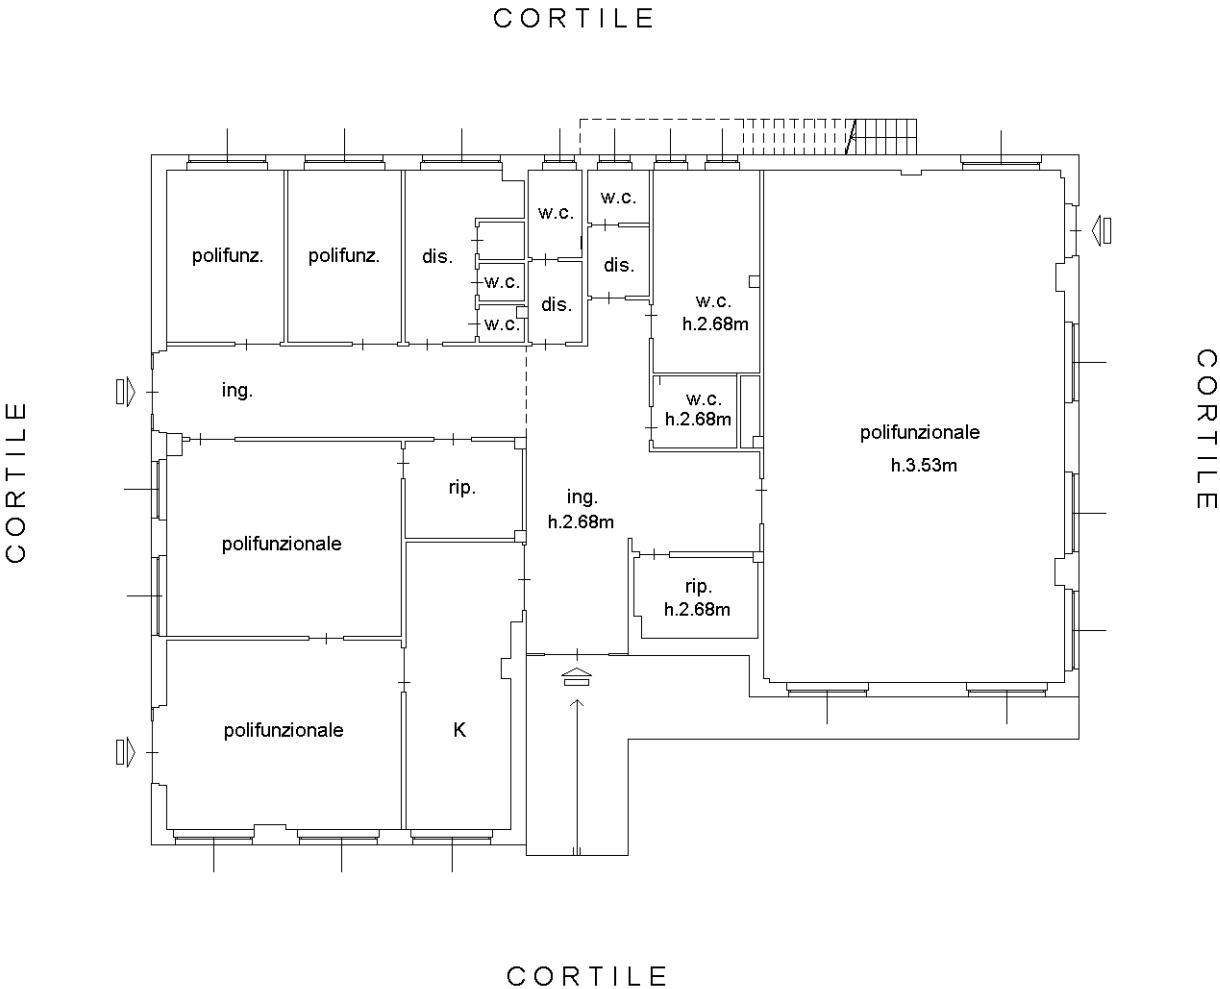 CORTILE
w.c.
w.c.
polifunz.
polifunz.
dis.
dis.
w.c.
dis.
w.c.
h.2.68m
w.c.
ing.
w.c.
h.2.68m
polifunzionale
h.3.53m
CORTILE
CORTILE
rip.
ing.
h.2.68m
polifunzionale
rip.
h.2.68m
polifunzionale
K
CORTILE